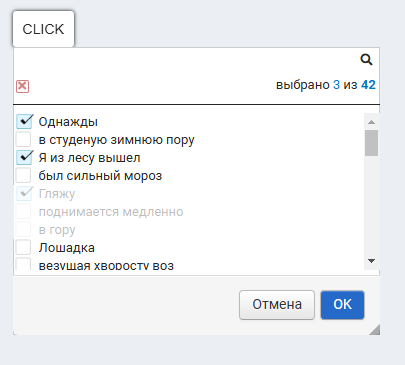 CLICK
выбрано 3 из 42
Однажды
в студеную зимнюю пору
Я из лесу вышел
был сильный мороз
Гляжу
поднимается медленно
в гору
Лошадка
везущая хворосту воз
Отмена
OK